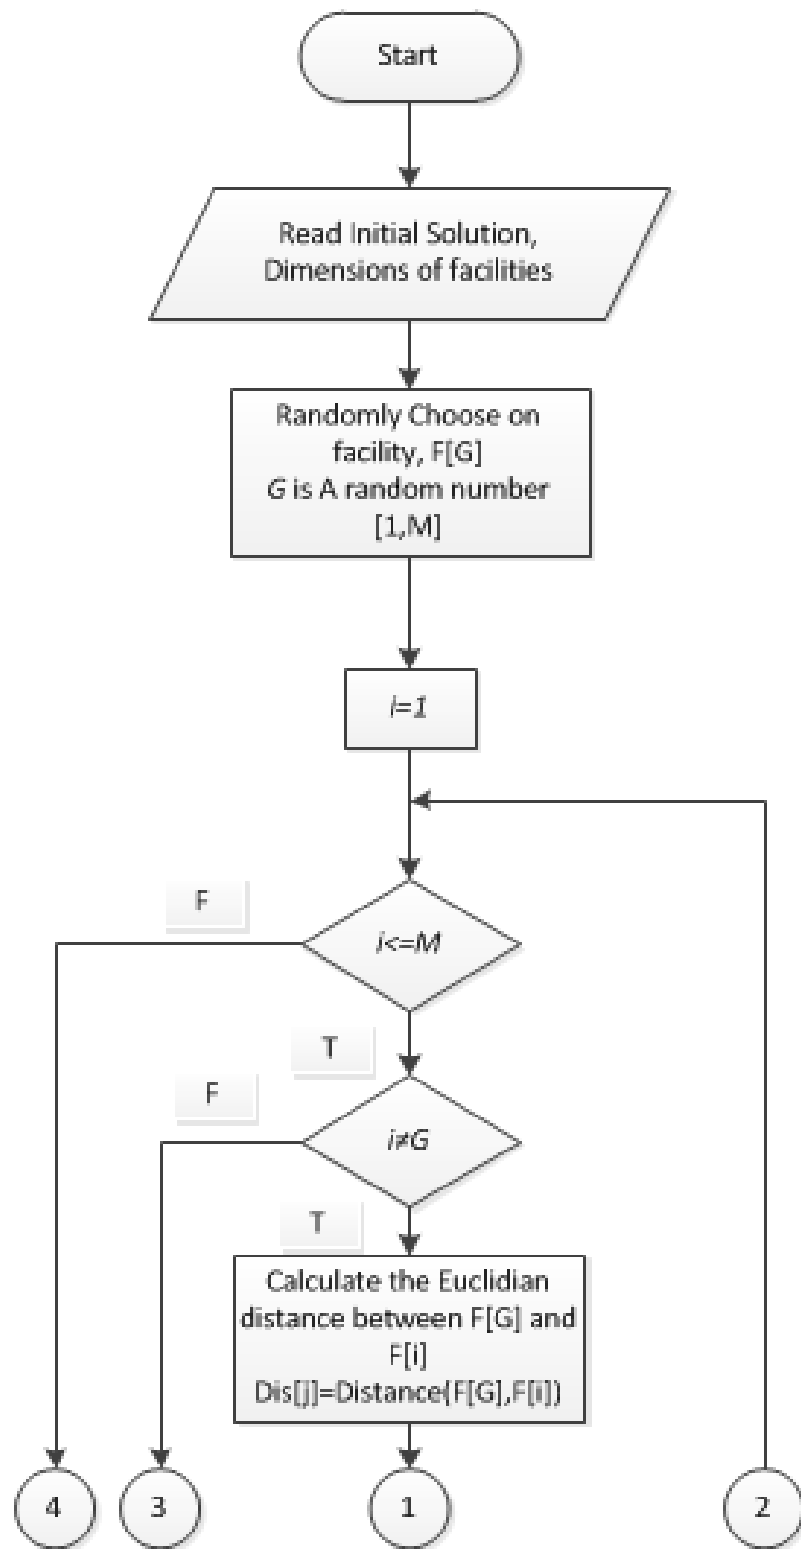 Start
Read Initial Solution,
Dimensions of facilities
Randomly Choose on
facility, F[G]
G is A random number
[1,M]
i=1
F
i<=M
T
F
i≠G
T
Calculate the Euclidian
distance between F[G] and
F[i]
Dis[j]=Distance(F[G],F[i])
4
3
1
2